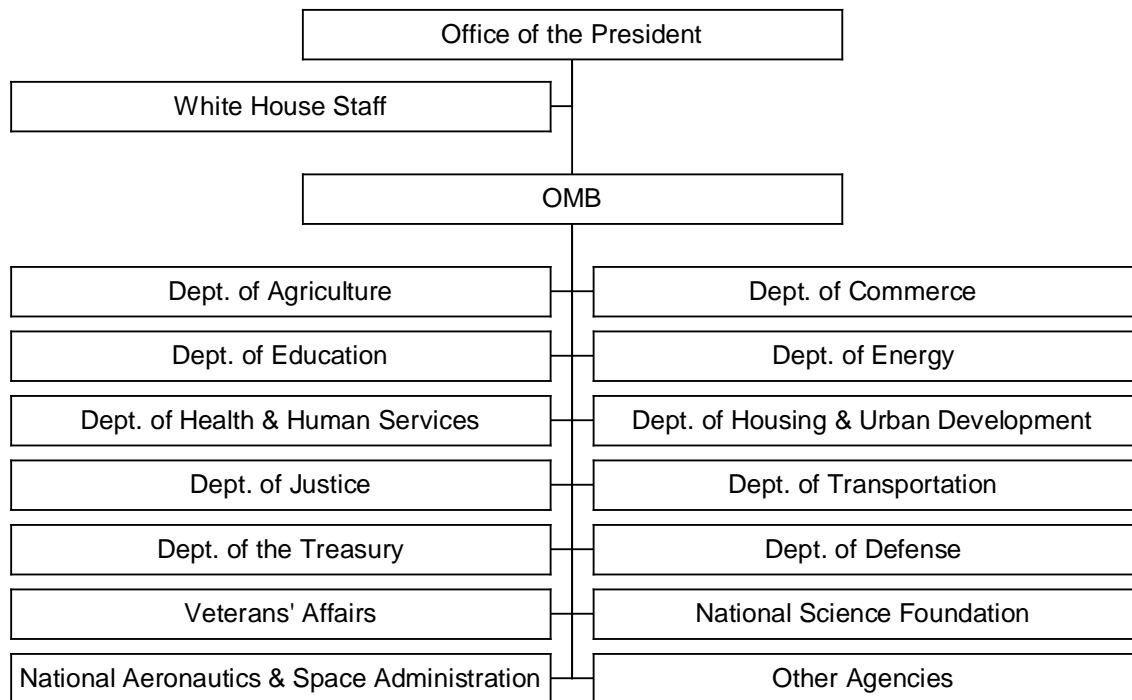 Office of the President
White House Staff
OMB
Dept. of Agriculture
Dept. of Commerce
Dept. of Education
Dept. of Energy
Dept. of Health & Human Services
Dept. of Housing & Urban Development
Dept. of Justice
Dept. of Transportation
Dept. of the Treasury
Dept. of Defense
Veterans' Affairs
National Science Foundation
National Aeronautics & Space Administration
Other Agencies